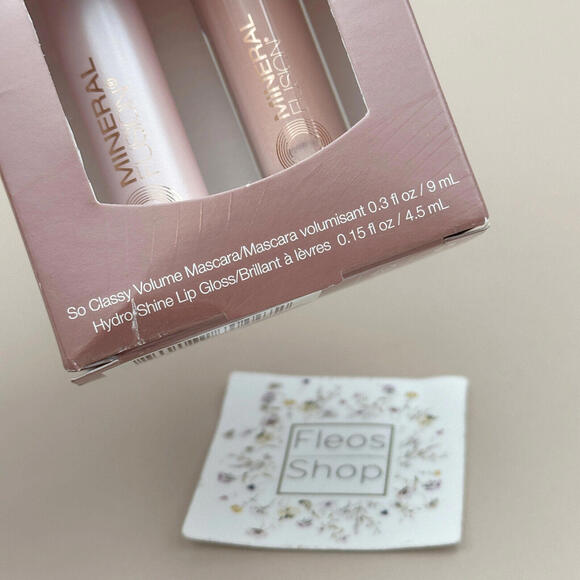 MINERAL
FUSION
MINERAL
FUSION
So Classy Volume Mascara/Mascara volumisant 0.3 fl oz / 9 mL
Hydro-Shine Lip Gloss/Brillant à lèvres 0.15 fl oz / 4.5 mL
Fleos
Shop